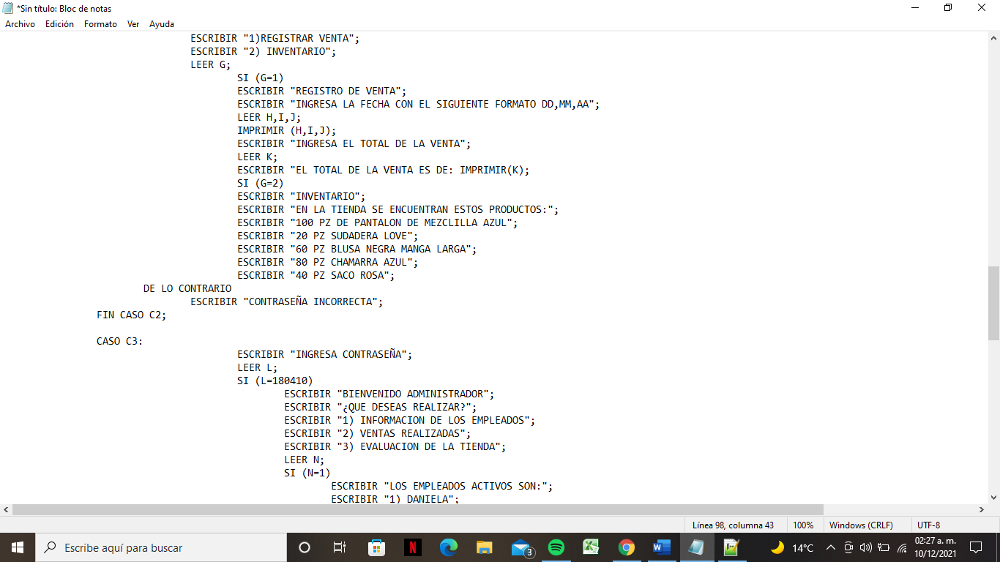 *Sin título: Bloc de notas
Archivo Edición Formato Ver Ayuda
ESCRIBIR "1)REGISTRAR VENTA";
ESCRIBIR "2) INVENTARIO";
LEER G;
SI (G=1)
ESCRIBIR "REGISTRO DE VENTA";
ESCRIBIR "INGRESA LA FECHA CON EL SIGUIENTE FORMATO DD,MM,AA";
LEER H,I,J;
IMPRIMIR (H,I,J);
ESCRIBIR "INGRESA EL TOTAL DE LA VENTA";
LEER K;
ESCRIBIR "EL TOTAL DE LA VENTA ES DE: IMPRIMIR(K);
SI (G=2)
ESCRIBIR "INVENTARIO";
ESCRIBIR "EN LA TIENDA SE ENCUENTRAN ESTOS PRODUCTOS:";
ESCRIBIR "100 PZ DE PANTALON DE MEZCLILLA AZUL";
ESCRIBIR "20 PZ SUDADERA LOVE";
ESCRIBIR "60 PZ BLUSA NEGRA MANGA LARGA";
ESCRIBIR "80 PZ CHAMARRA AZUL";
ESCRIBIR "40 PZ SACO ROSA";
DE LO CONTRARIO
ESCRIBIR "CONTRASEÑA INCORRECTA";
FIN CASO C2;
CASO C3:
ESCRIBIR "INGRESA CONTRASEÑA";
LEER L;
SI (L=180410)
ESCRIBIR "BIENVENIDO ADMINISTRADOR";
ESCRIBIR "¿QUE DESEAS REALIZAR?";
ESCRIBIR "1) INFORMACION DE LOS EMPLEADOS";
ESCRIBIR "2) VENTAS REALIZADAS";
ESCRIBIR "3) EVALUACION DE LA TIENDA";
LEER N;
SI (N=1)
ESCRIBIR "LOS EMPLEADOS ACTIVOS SON:";
ESCRIBIR "1) DANIELA";
Línea 98, columna 43 100% Windows (CRLF) UTF-8
Escribe aquí para buscar
N
3
14°C
02:27 a. m.
10/12/2021